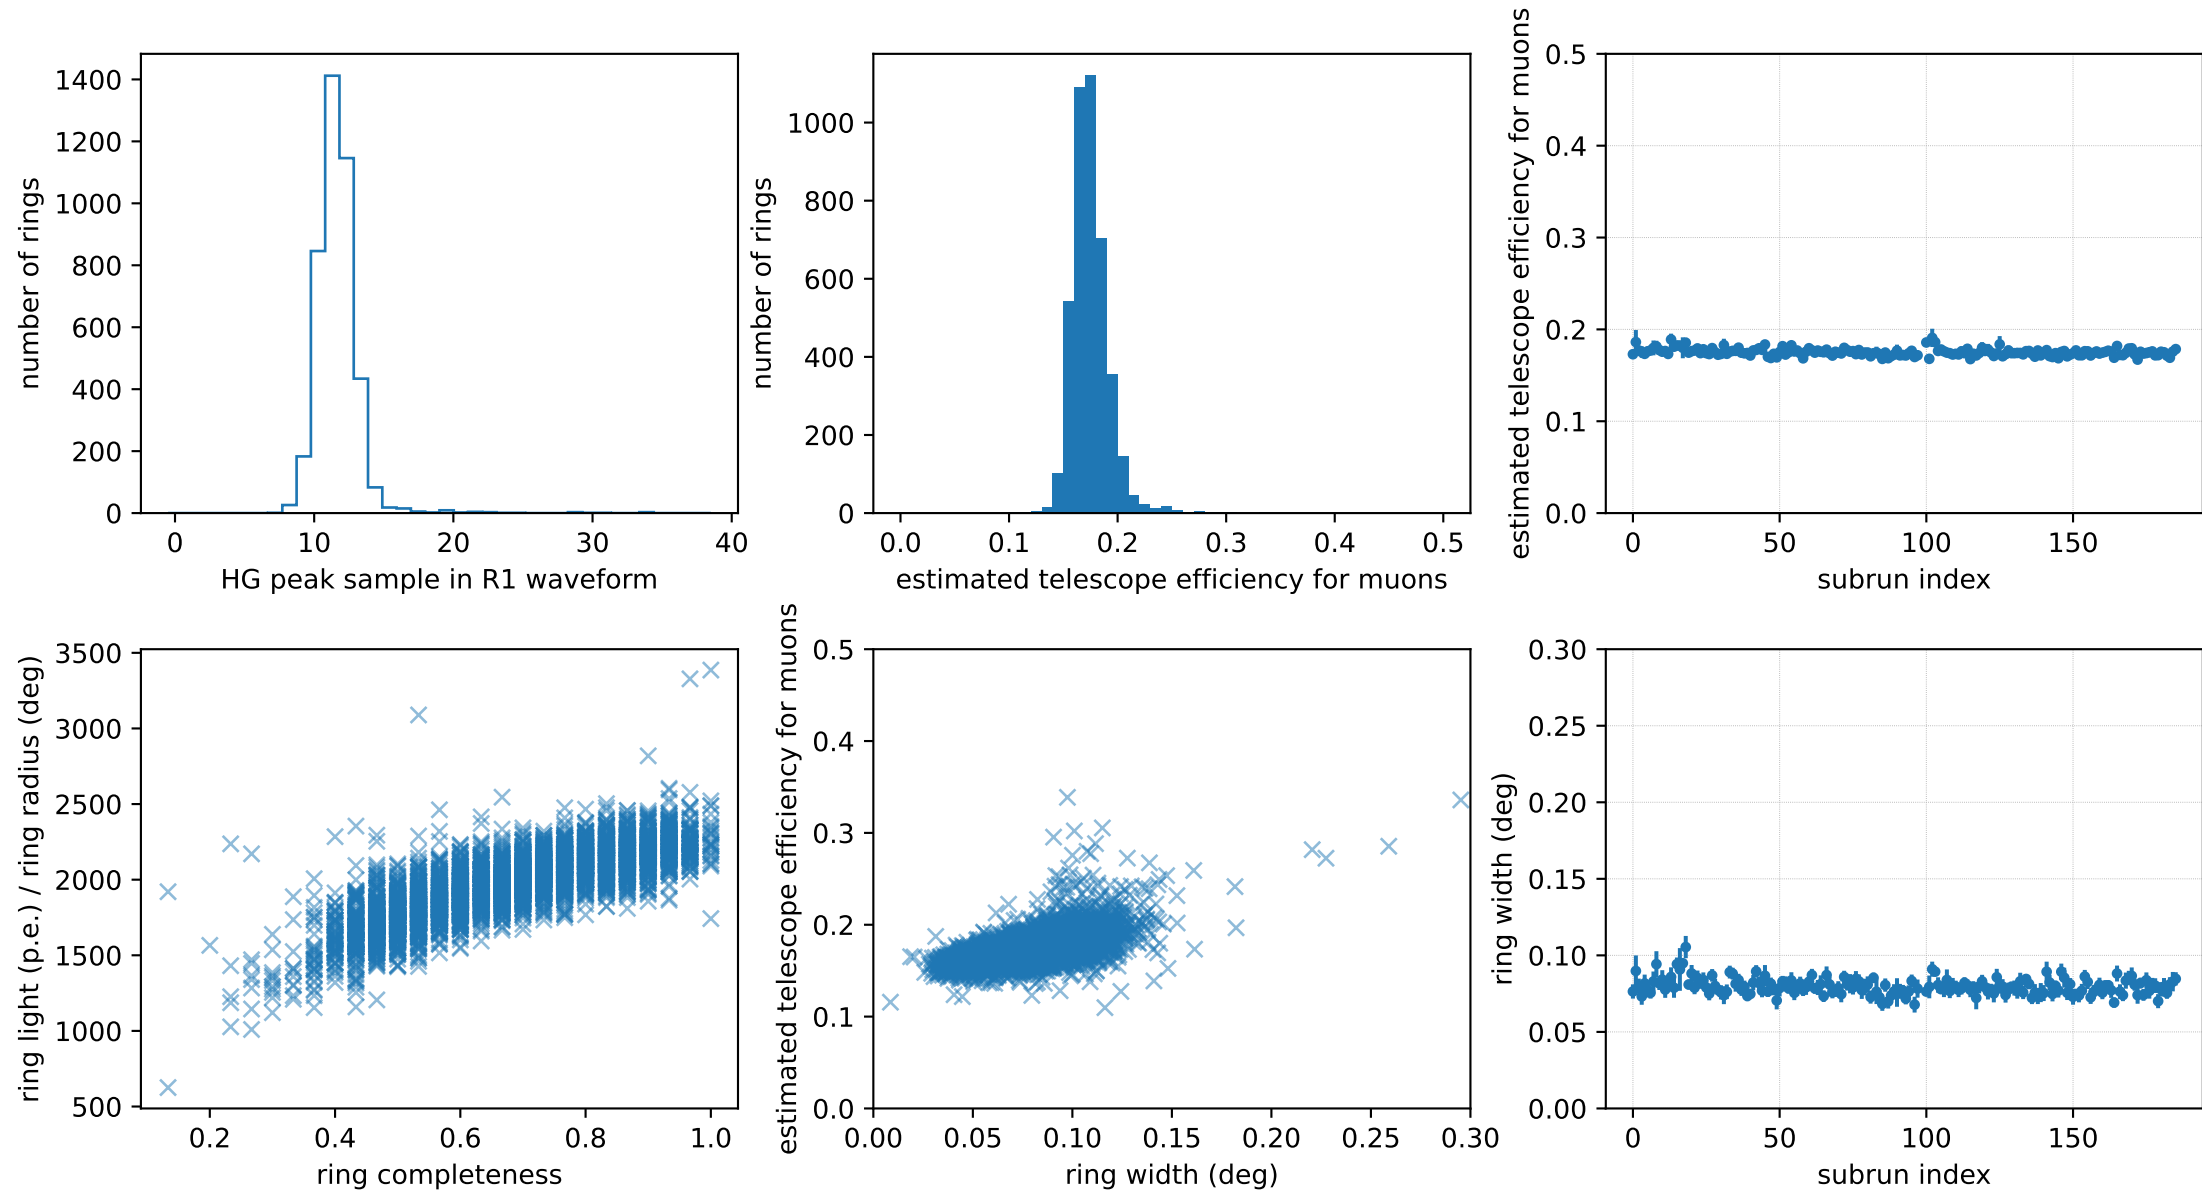 number of rings
1400
1200
1000
800
600
400
200
0
0 10 20 30 40
HG peak sample in R1 waveform
number of rings
1000
800
600
400
200
0
0.0 0.1 0.2 0.3 0.4 0.5
estimated telescope efficiency for muons
estimated telescope efficiency for muons
0.5
0.4
0.3
0.2
0.1
0.0
0 50 100 150
subrun index
ring light (p.e.) / ring radius (deg)
3500
3000
2500
2000
1500
1000
500
0.2 0.4 0.6 0.8 1.0
ring completeness
estimated telescope efficiency for muons
0.5
0.4
0.3
0.2
0.1
0.0
0.00 0.05 0.10 0.15 0.20 0.25 0.30
ring width (deg)
ring width (deg)
0.30
0.25
0.20
0.15
0.10
0.05
0.00
0 50 100 150
subrun index